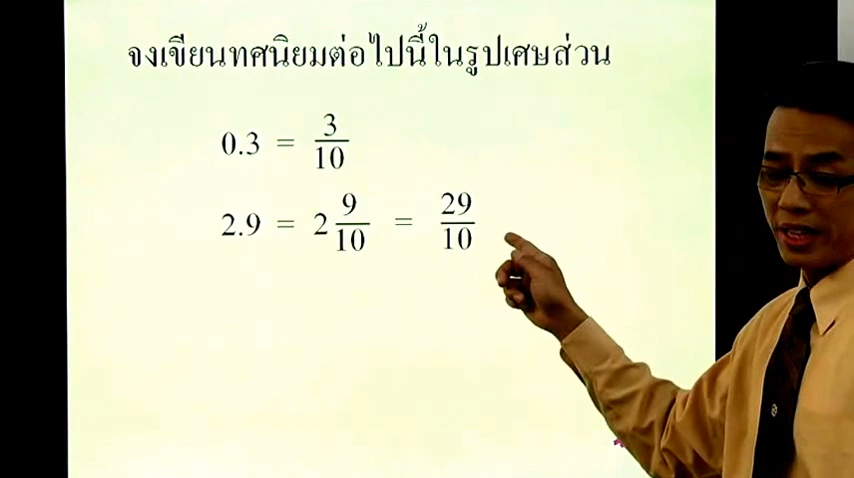 จงเขียนทศนิยมต่อไปนี้ในรูปเศษส่วน
0.3 = 3/10
2.9 = 2 9/10 = 29/10